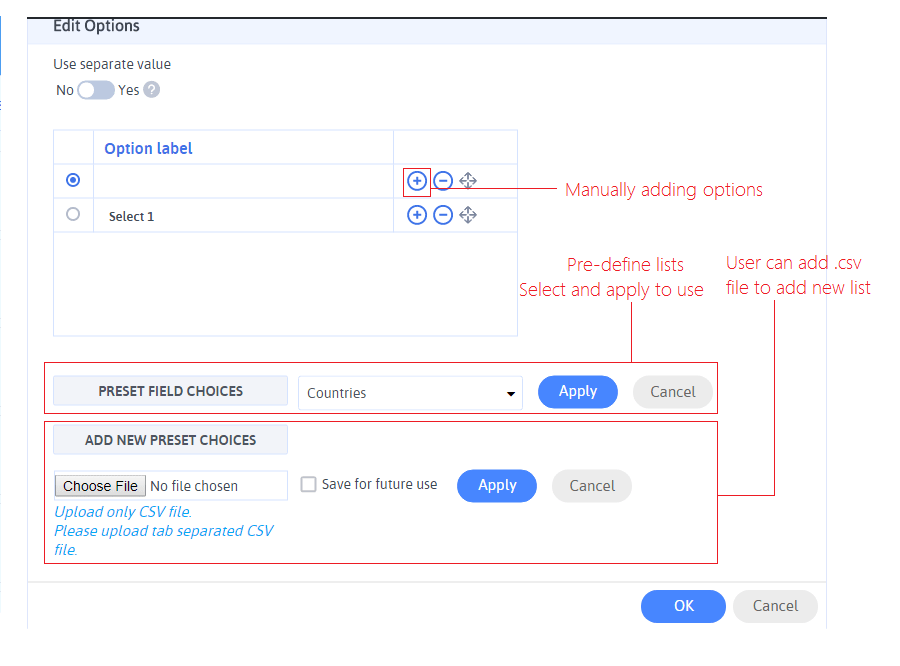 Edit Options
Use separate value
No Yes ?
Option label
Manually adding options
Select 1
Pre-define lists
Select and apply to use
User can add .csv
file to add new list
PRESET FIELD CHOICES Countries Apply Cancel
ADD NEW PRESET CHOICES
Choose File No file chosen Save for future use Apply Cancel
Upload only CSV file.
Please upload tab separated CSV
file.
OK Cancel